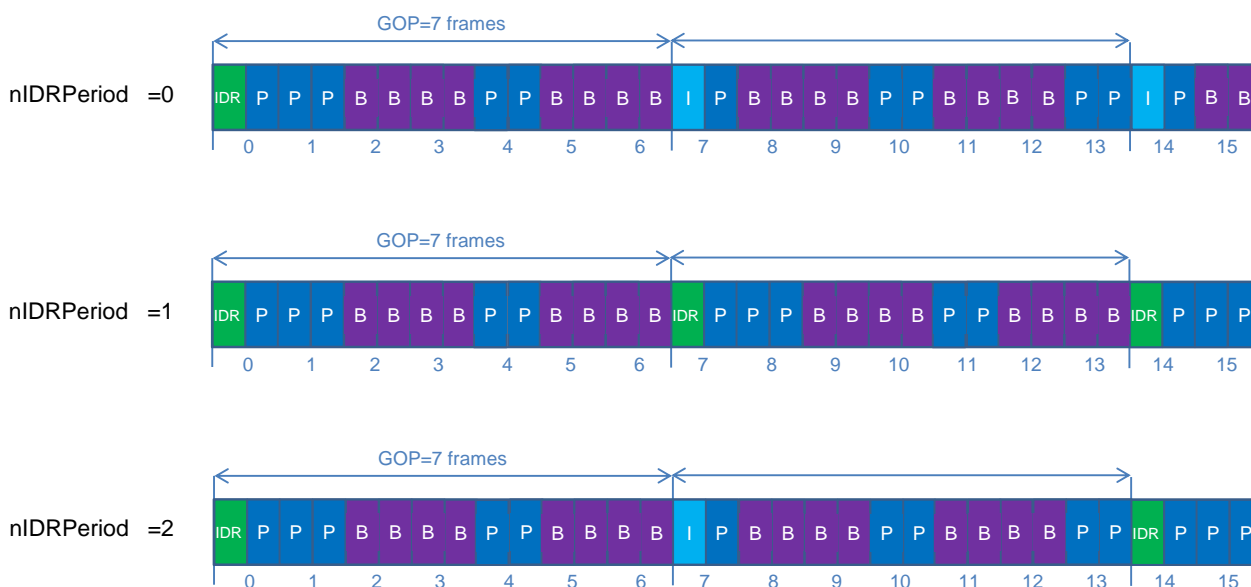 GOP=7 frames
nIDRPeriod =0 IDR P P P B B B B P P B B B B I P B B B B P P B B B B P P I P B B
0 1 2 3 4 5 6 7 8 9 10 11 12 13 14 15
GOP=7 frames
nIDRPeriod =1 IDR P P P B B B B P P B B B B IDR P P P B B B B P P B B B B IDR P P P
0 1 2 3 4 5 6 7 8 9 10 11 12 13 14 15
GOP=7 frames
nIDRPeriod =2 IDR P P P B B B B P P B B B B I P B B B B P P B B B B P P IDR P P P
0 1 2 3 4 5 6 7 8 9 10 11 12 13 14 15